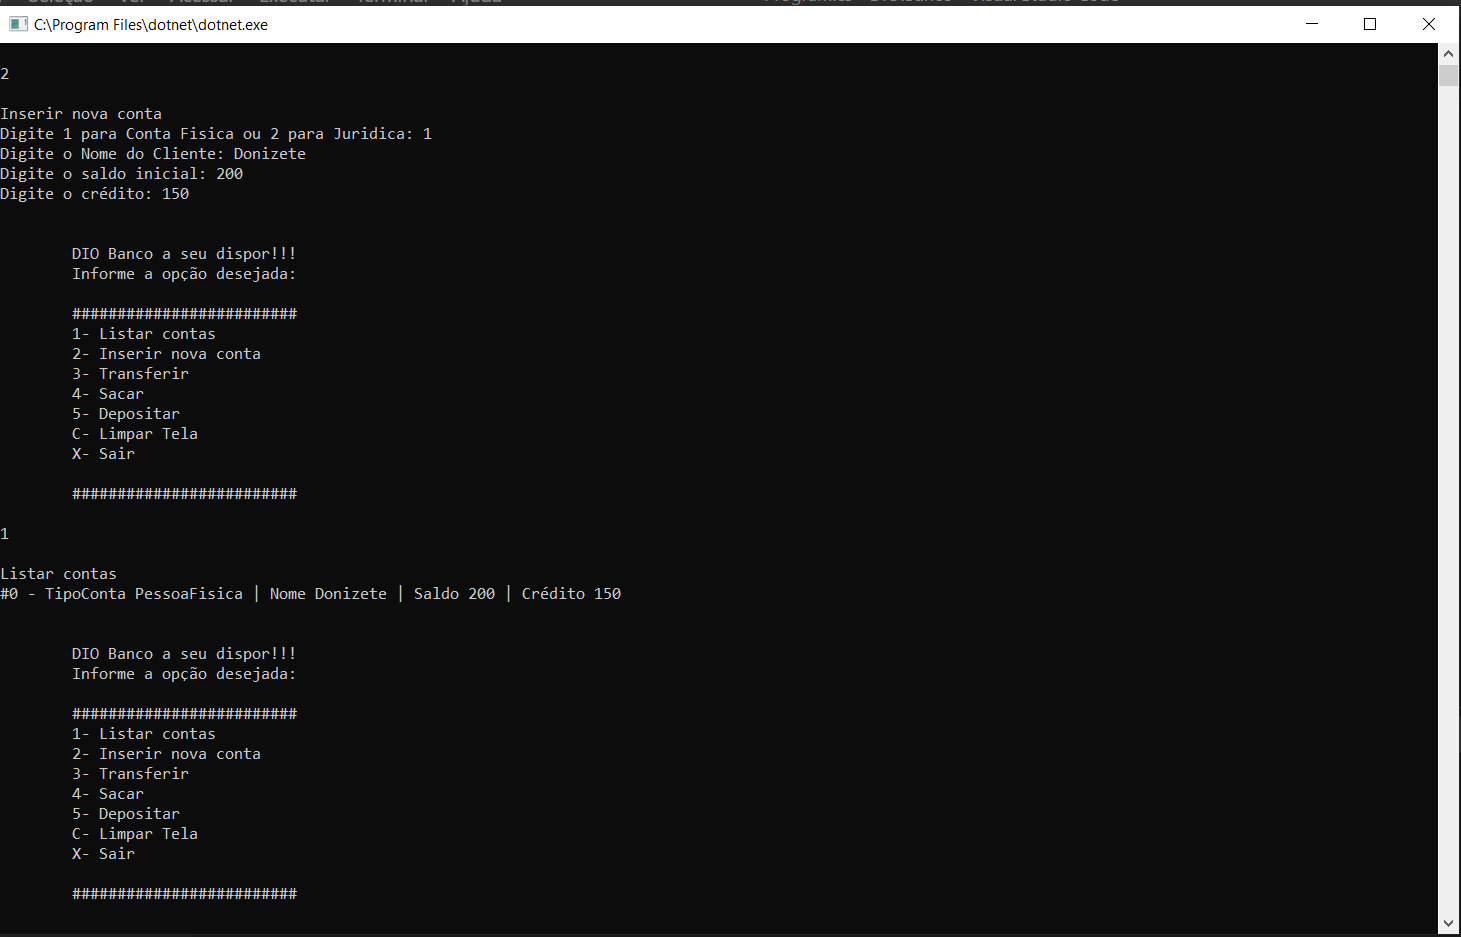 C:\Program Files\dotnet\dotnet.exe
2
Inserir nova conta
Digite 1 para Conta Fisica ou 2 para Juridica: 1
Digite o Nome do Cliente: Donizete
Digite o saldo inicial: 200
Digite o crédito: 150
DIO Banco a seu dispor!!!
Informe a opção desejada:
#########################
1- Listar contas
2- Inserir nova conta
3- Transferir
4- Sacar
5- Depositar
C- Limpar Tela
X- Sair
#########################
1
Listar contas
#0 - TipoConta PessoaFisica | Nome Donizete | Saldo 200 | Crédito 150
DIO Banco a seu dispor!!!
Informe a opção desejada:
#########################
1- Listar contas
2- Inserir nova conta
3- Transferir
4- Sacar
5- Depositar
C- Limpar Tela
X- Sair
#########################